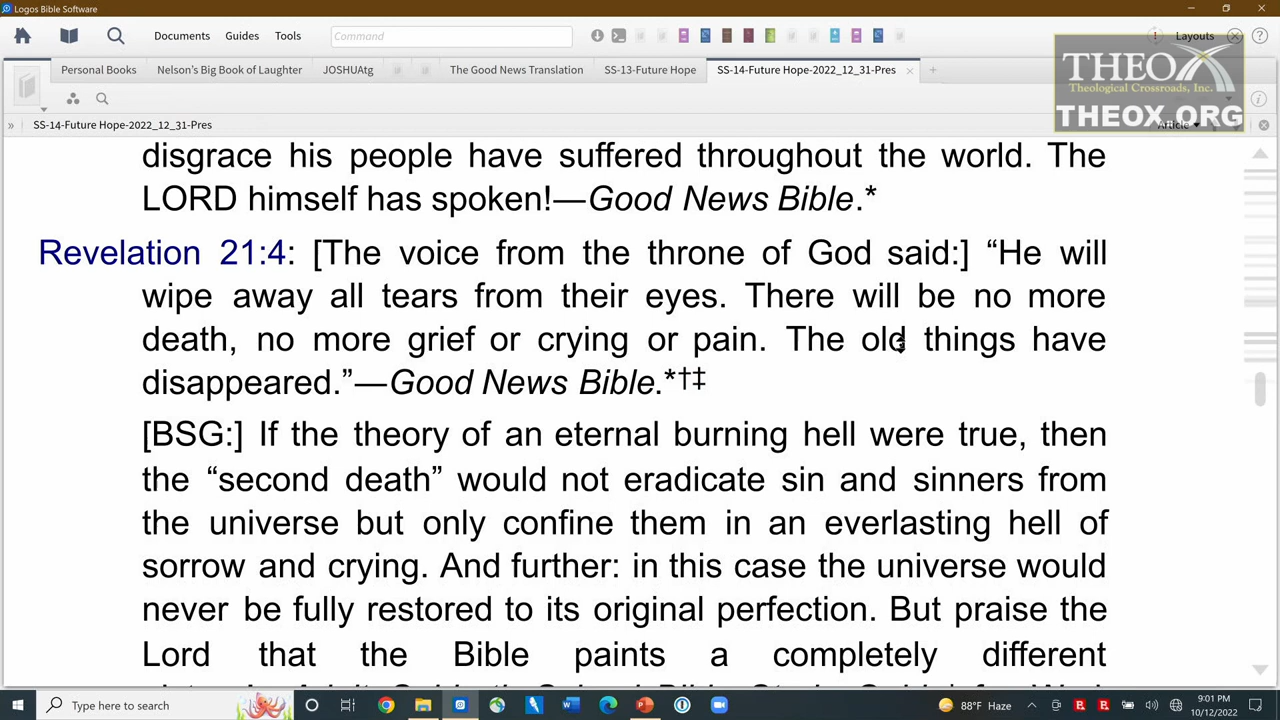 Logos Bible Software
Documents Guides Tools Command Layouts
THEOX
Theological Crossroads, Inc.
THEOX.ORG
Personal Books Nelson's Big Book of Laughter JOSHUAtg The Good News Translation SS-13-Future Hope SS-14-Future Hope-2022_12_31-Pres
SS-14-Future Hope-2022_12_31-Pres Article
disgrace his people have suffered throughout the world. The
LORD himself has spoken!—Good News Bible.*
Revelation 21:4: [The voice from the throne of God said:] “He will
wipe away all tears from their eyes. There will be no more
death, no more grief or crying or pain. The old things have
disappeared.”—Good News Bible.*†‡
[BSG:] If the theory of an eternal burning hell were true, then
the “second death” would not eradicate sin and sinners from
the universe but only confine them in an everlasting hell of
sorrow and crying. And further: in this case the universe would
never be fully restored to its original perfection. But praise the
Lord that the Bible paints a completely different
Type here to search
88°F Haze
9:01 PM
10/12/2022